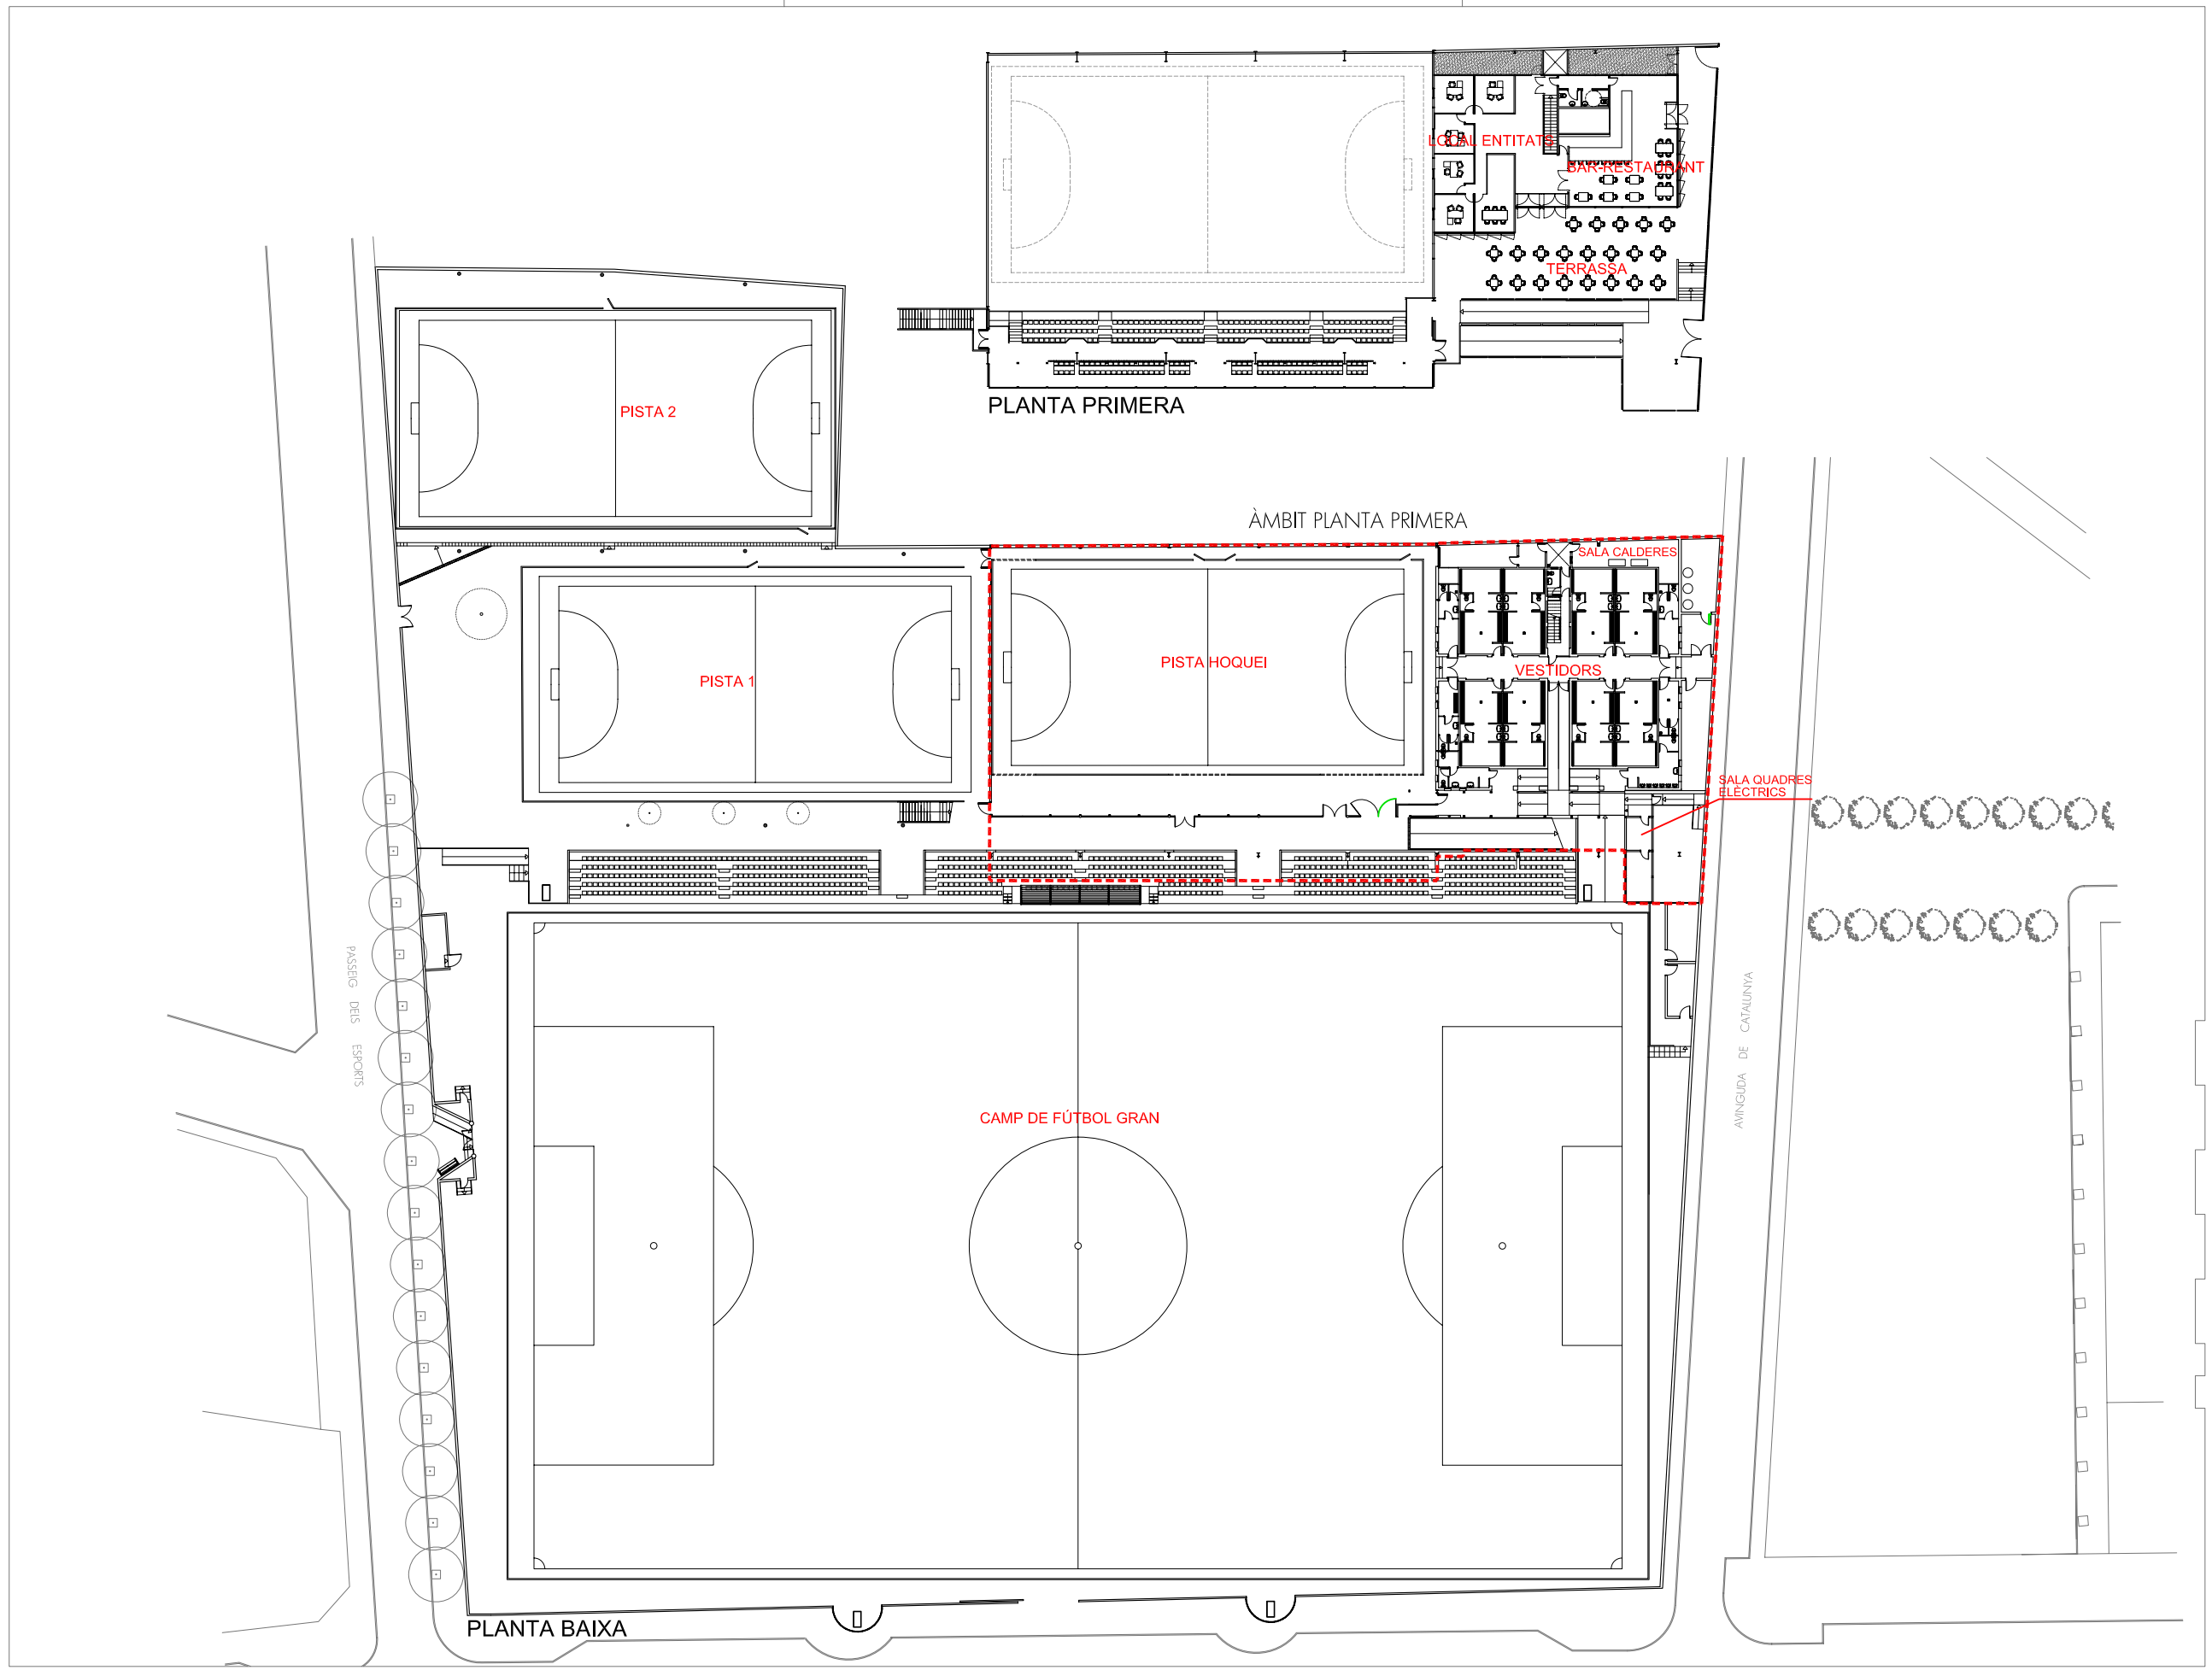 LOCAL ENTITATS
BAR-RESTAURANT
TERRASSA
PLANTA PRIMERA
PISTA 2
ÀMBIT PLANTA PRIMERA
SALA CALDERES
PISTA HOQUEI
VESTIDORS
PISTA 1
SALA QUADRES
ELÈCTRICS
PASSEIG DELS ESPORTS
AVINGUDA DE CATALUNYA
CAMP DE FÚTBOL GRAN
PLANTA BAIXA